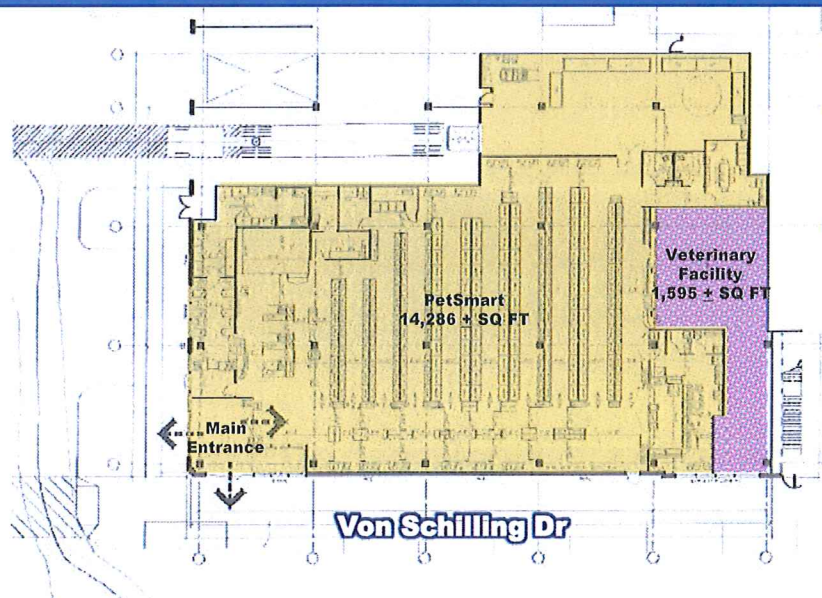 Veterinary
Facility
1,595 ± SQ FT
PetSmart
14,286 ± SQ FT
Main
Entrance
Von Schilling Dr